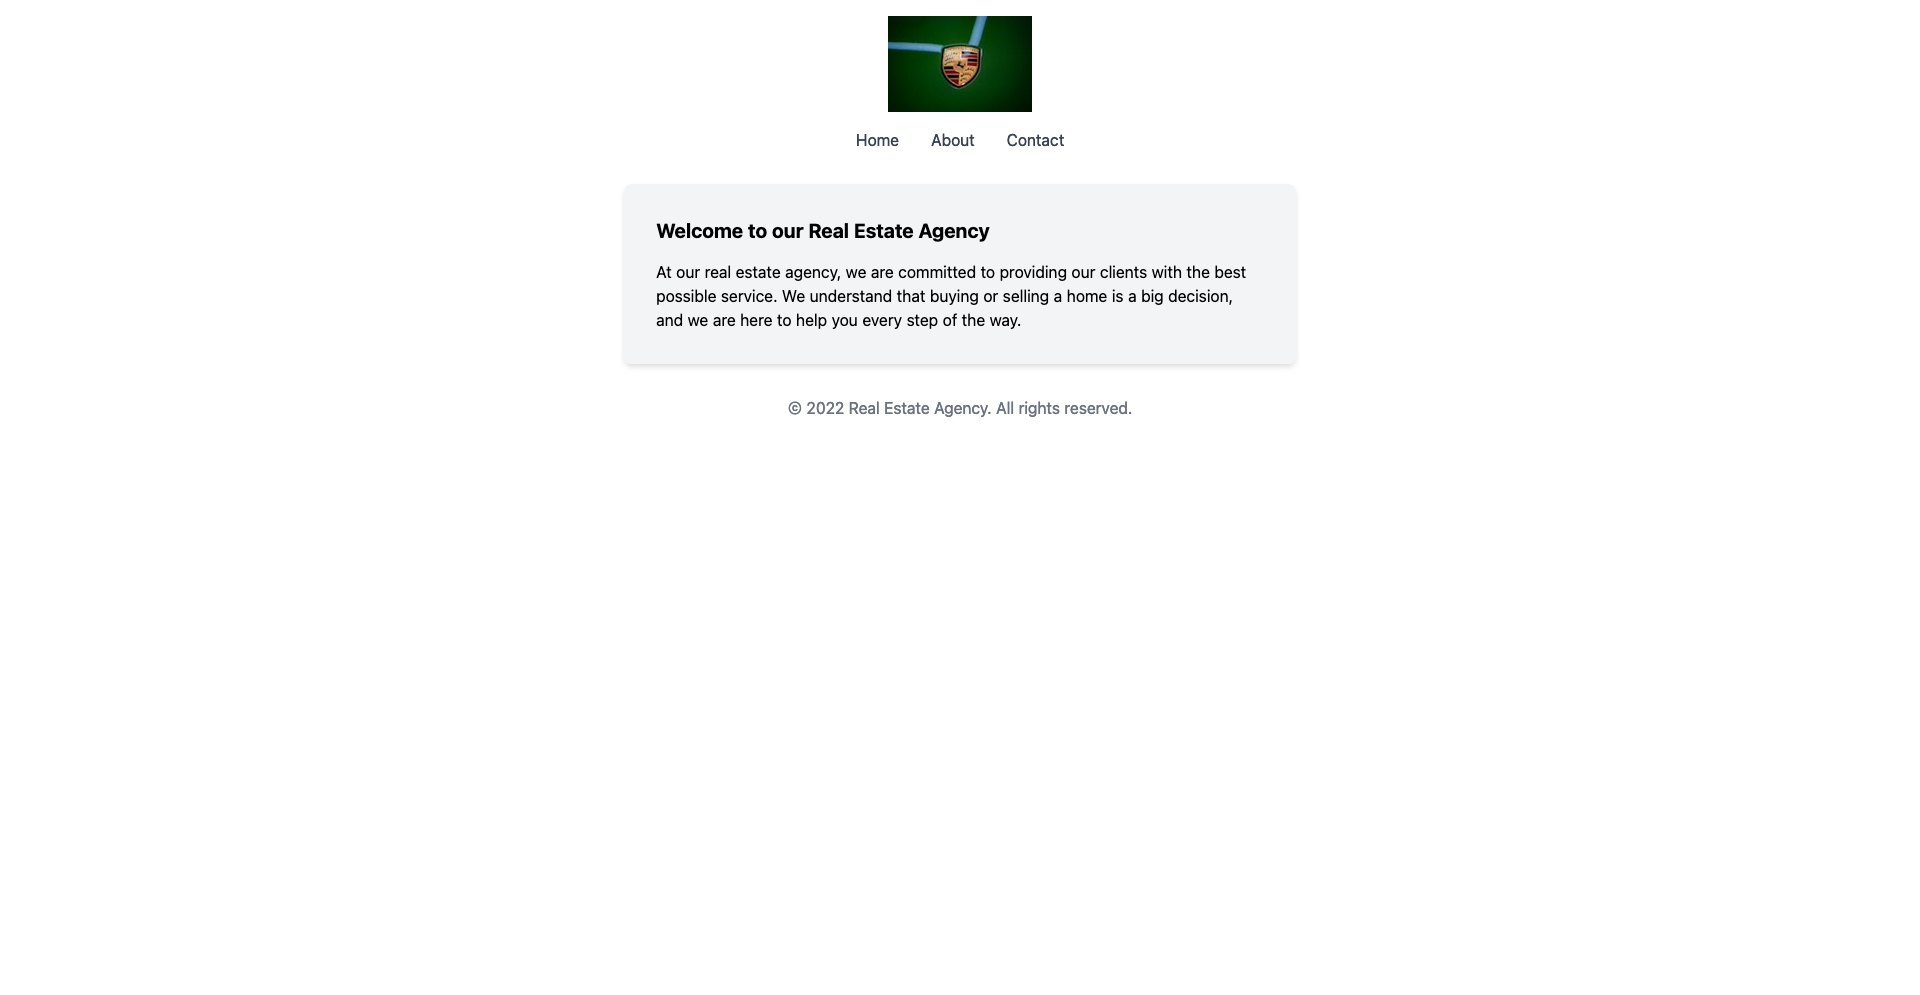 Home About Contact
Welcome to our Real Estate Agency
At our real estate agency, we are committed to providing our clients with the best
possible service. We understand that buying or selling a home is a big decision,
and we are here to help you every step of the way.
© 2022 Real Estate Agency. All rights reserved.